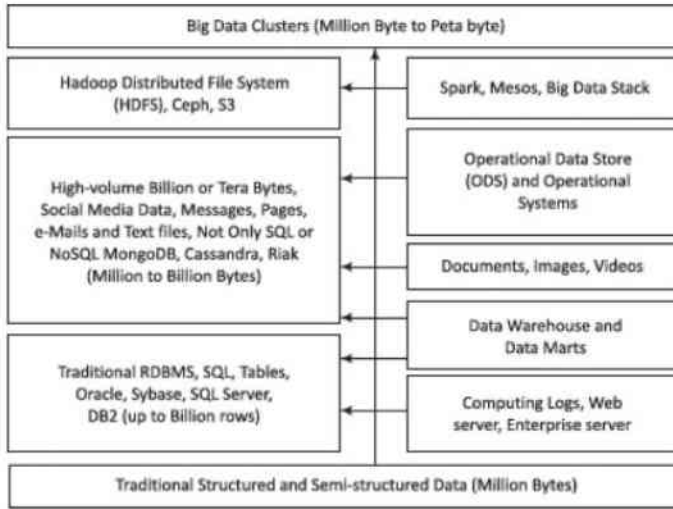 Big Data Clusters (Million Byte to Peta byte)
Hadoop Distributed File System
(HDFS), Ceph, S3
Spark, Mesos, Big Data Stack
High-volume Billion or Tera Bytes,
Social Media Data, Messages, Pages,
e-Mails and Text files, Not Only SQL or
NoSQL MongoDB, Cassandra, Riak
(Million to Billion Bytes)
Operational Data Store
(ODS) and Operational
Systems
Documents, Images, Videos
Data Warehouse and
Data Marts
Traditional RDBMS, SQL, Tables,
Oracle, Sybase, SQL Server,
DB2 (up to Billion rows)
Computing Logs, Web
server, Enterprise server
Traditional Structured and Semi-structured Data (Million Bytes)